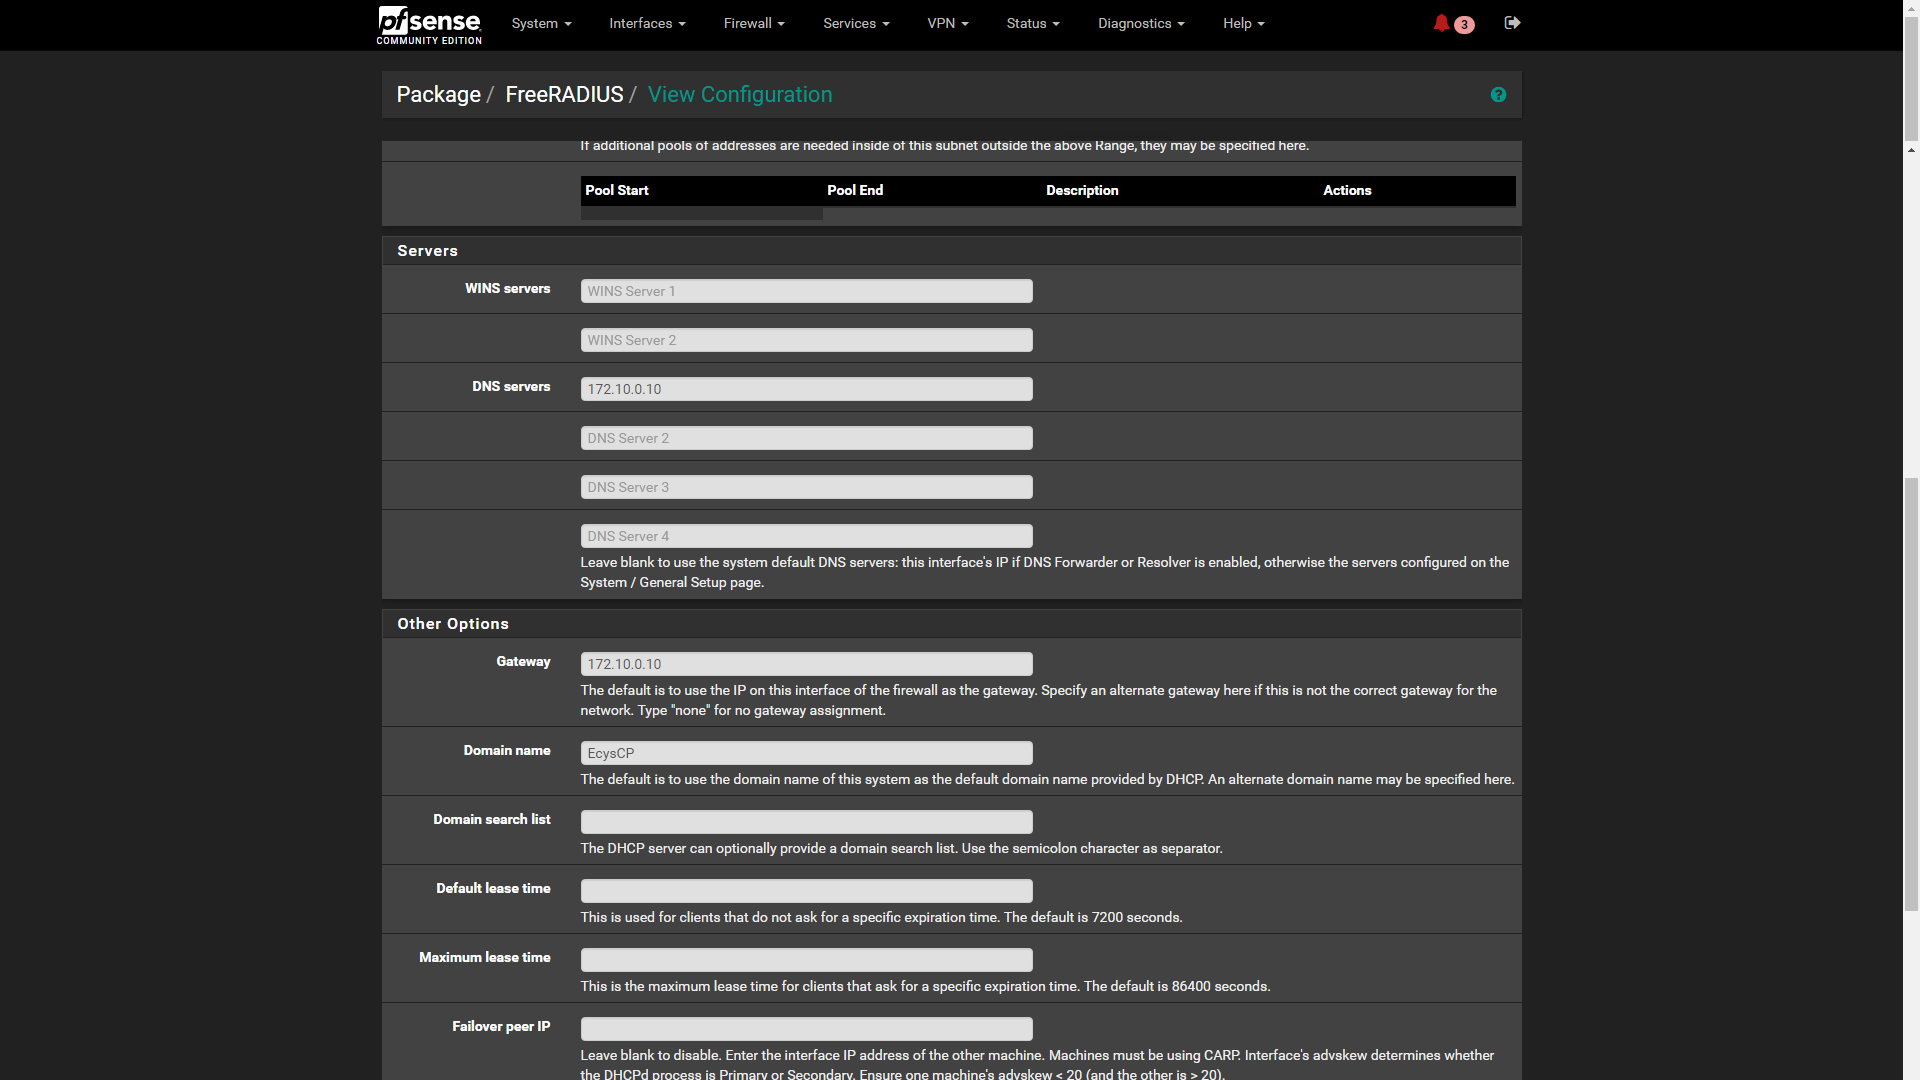 pfsense
COMMUNITY EDITION
System
Interfaces
Firewall
Services
VPN
Status
Diagnostics
Help
3
Package / FreeRADIUS / View Configuration
?
If additional pools of addresses are needed inside of this subnet outside the above Range, they may be specified here.
Pool Start Pool End Description Actions
Servers
WINS servers
WINS Server 1
WINS Server 2
DNS servers
172.10.0.10
DNS Server 2
DNS Server 3
DNS Server 4
Leave blank to use the system default DNS servers: this interface's IP if DNS Forwarder or Resolver is enabled, otherwise the servers configured on the
System / General Setup page.
Other Options
Gateway
172.10.0.10
The default is to use the IP on this interface of the firewall as the gateway. Specify an alternate gateway here if this is not the correct gateway for the
network. Type "none" for no gateway assignment.
Domain name
EcysCP
The default is to use the domain name of this system as the default domain name provided by DHCP. An alternate domain name may be specified here.
Domain search list
The DHCP server can optionally provide a domain search list. Use the semicolon character as separator.
Default lease time
This is used for clients that do not ask for a specific expiration time. The default is 7200 seconds.
Maximum lease time
This is the maximum lease time for clients that ask for a specific expiration time. The default is 86400 seconds.
Failover peer IP
Leave blank to disable. Enter the interface IP address of the other machine. Machines must be using CARP. Interface's advskew determines whether
the DHCPd process is Primary or Secondary. Ensure one machine's advskew < 20 (and the other is > 20).